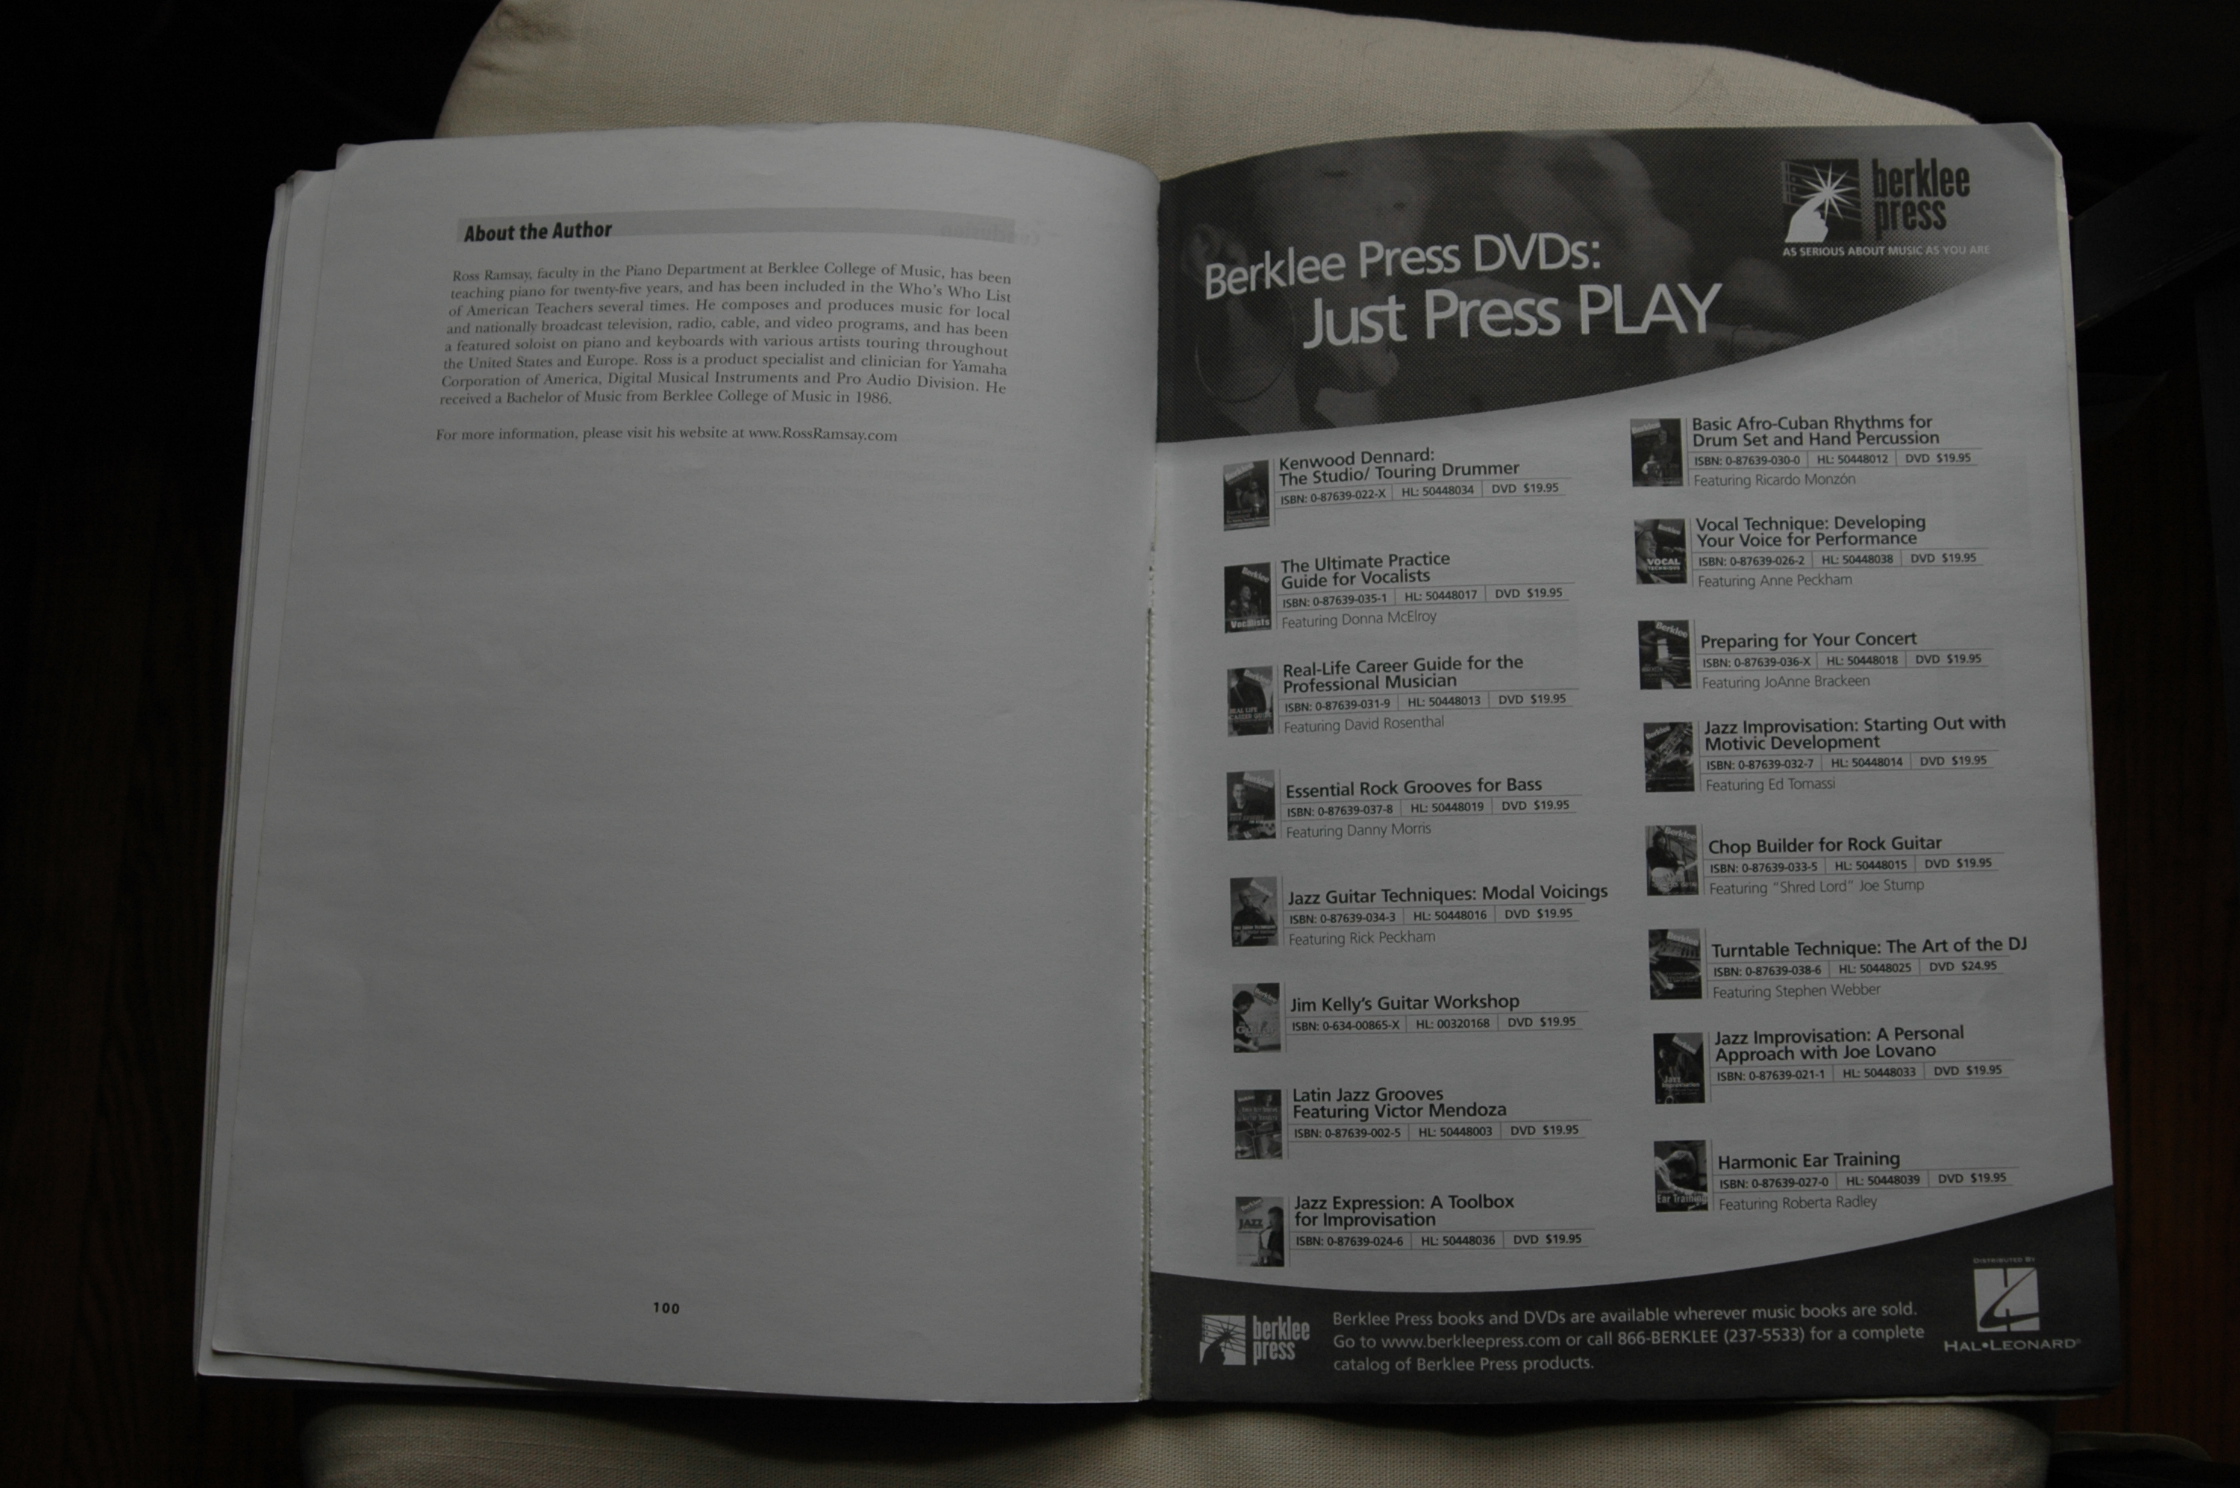 About the Author
Ross Ramsay, faculty in the Piano Department at Berklee College of Music, has been
teaching piano for twenty-five years, and has been included in the Who's Who List
of American Teachers several times. He composes and produces music for local
and nationally broadcast television, radio, cable, and video programs, and has been
a featured soloist on piano and keyboards with various artists touring throughout
the United States and Europe. Ross is a product specialist and clinician for Yamaha
Corporation of America, Digital Musical Instruments and Pro Audio Division. He
received a Bachelor of Music from Berklee College of Music in 1986.
For more information, please visit his website at www.RossRamsay.com
100
berklee
press
AS SERIOUS ABOUT MUSIC AS YOU ARE
Berklee Press DVDs:
Just Press PLAY
Kenwood Dennard:
The Studio/ Touring Drummer
ISBN: 0-87639-022-X HL: 50448034 DVD $19.95
The Ultimate Practice
Guide for Vocalists
ISBN: 0-87639-035-1 HL: 50448017 DVD $19.95
Featuring Donna McElroy
Vocalists
Real-Life Career Guide for the
Professional Musician
ISBN: 0-87639-031-9 HL: 50448013 DVD $19.95
Featuring David Rosenthal
Essential Rock Grooves for Bass
ISBN: 0-87639-037-8 HL: 50448019 DVD $19.95
Featuring Danny Morris
Jazz Guitar Techniques: Modal Voicings
ISBN: 0-87639-034-3 HL: 50448016 DVD $19.95
Featuring Rick Peckham
Jim Kelly's Guitar Workshop
ISBN: 0-634-00865-X HL: 00320168 DVD $19.95
Latin Jazz Grooves
Featuring Victor Mendoza
ISBN: 0-87639-002-5 HL: 50448003 DVD $19.95
Jazz Expression: A Toolbox
for Improvisation
ISBN: 0-87639-024-6 HL: 50448036 DVD $19.95
JAZZ
Basic Afro-Cuban Rhythms for
Drum Set and Hand Percussion
ISBN: 0-87639-030-0 HL: 50448012 DVD $19.95
Featuring Ricardo Monzón
Vocal Technique: Developing
Your Voice for Performance
ISBN: 0-87639-026-2 HL: 50448038 DVD $19.95
Featuring Anne Peckham
VOCAL
Preparing for Your Concert
ISBN: 0-87639-036-X HL: 50448018 DVD $19.95
Featuring JoAnne Brackeen
Jazz Improvisation: Starting Out with
Motivic Development
ISBN: 0-87639-032-7 HL: 50448014 DVD $19.95
Featuring Ed Tomassi
Chop Builder for Rock Guitar
ISBN: 0-87639-033-5 HL: 50448015 DVD $19.95
Featuring "Shred Lord" Joe Stump
Turntable Technique: The Art of the DJ
ISBN: 0-87639-038-6 HL: 50448025 DVD $24.95
Featuring Stephen Webber
Jazz Improvisation: A Personal
Approach with Joe Lovano
ISBN: 0-87639-021-1 HL: 50448033 DVD $19.95
Harmonic Ear Training
ISBN: 0-87639-027-0 HL: 50448039 DVD $19.95
Featuring Roberta Radley
berklee
press
Berklee Press books and DVDs are available wherever music books are sold.
Go to www.berkleepress.com or call 866-BERKLEE (237-5533) for a complete
catalog of Berklee Press products.
DISTRIBUTED BY
HAL•LEONARD®